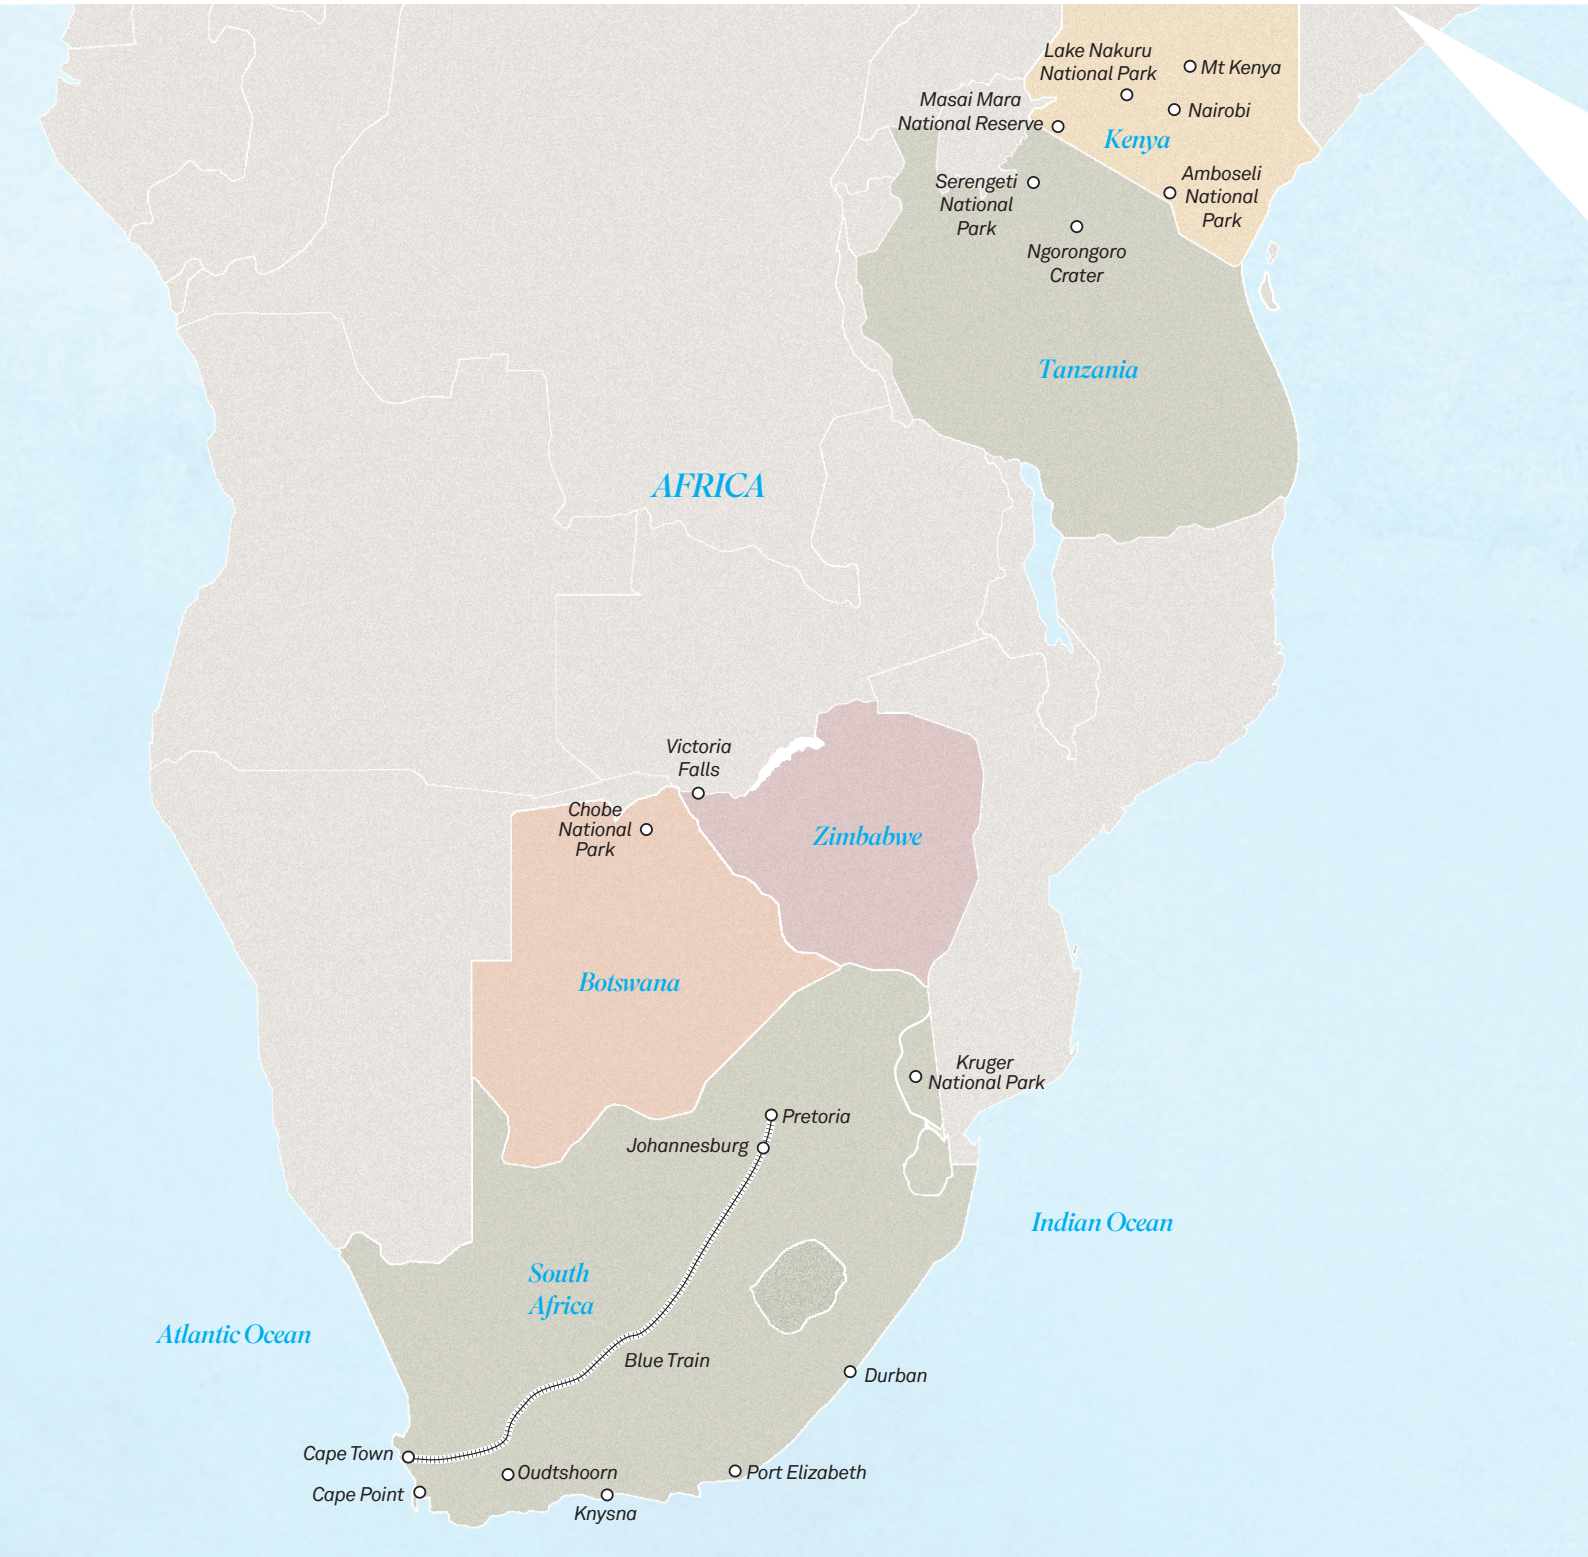 Lake Nakuru
National Park
Mt Kenya
Masai Mara
National Reserve
Nairobi
Kenya
Serengeti
National
Park
Amboseli
National
Park
Ngorongoro
Crater
Tanzania
AFRICA
Victoria
Falls
Chobe
National
Park
Zimbabwe
Botswana
Kruger
National Park
Pretoria
Johannesburg
Indian Ocean
South
Africa
Atlantic Ocean
Blue Train
Durban
Cape Town
Oudtshoorn
Port Elizabeth
Cape Point
Knysna